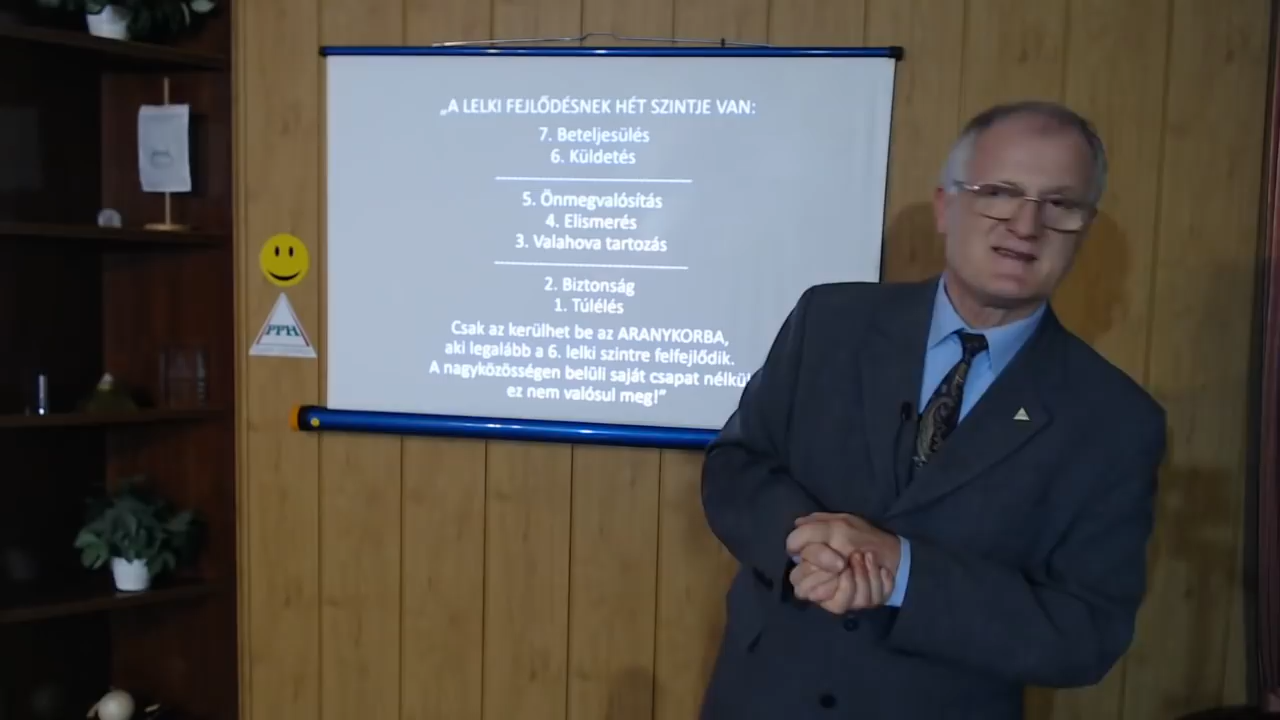 „A LELKI FEJLŐDÉSNEK HÉT SZINTJE VAN:
7. Beteljesülés
6. Küldetés
5. Önmegvalósítás
4. Elismerés
3. Valahova tartozás
2. Biztonság
1. Túlélés
Csak az kerülhet be az ARANYKORBA,
aki legalább a 6. lelki szintre felfejlődik.
A nagyközösségen belüli saját csapat nélkül
ez nem valósul meg!”
PPH